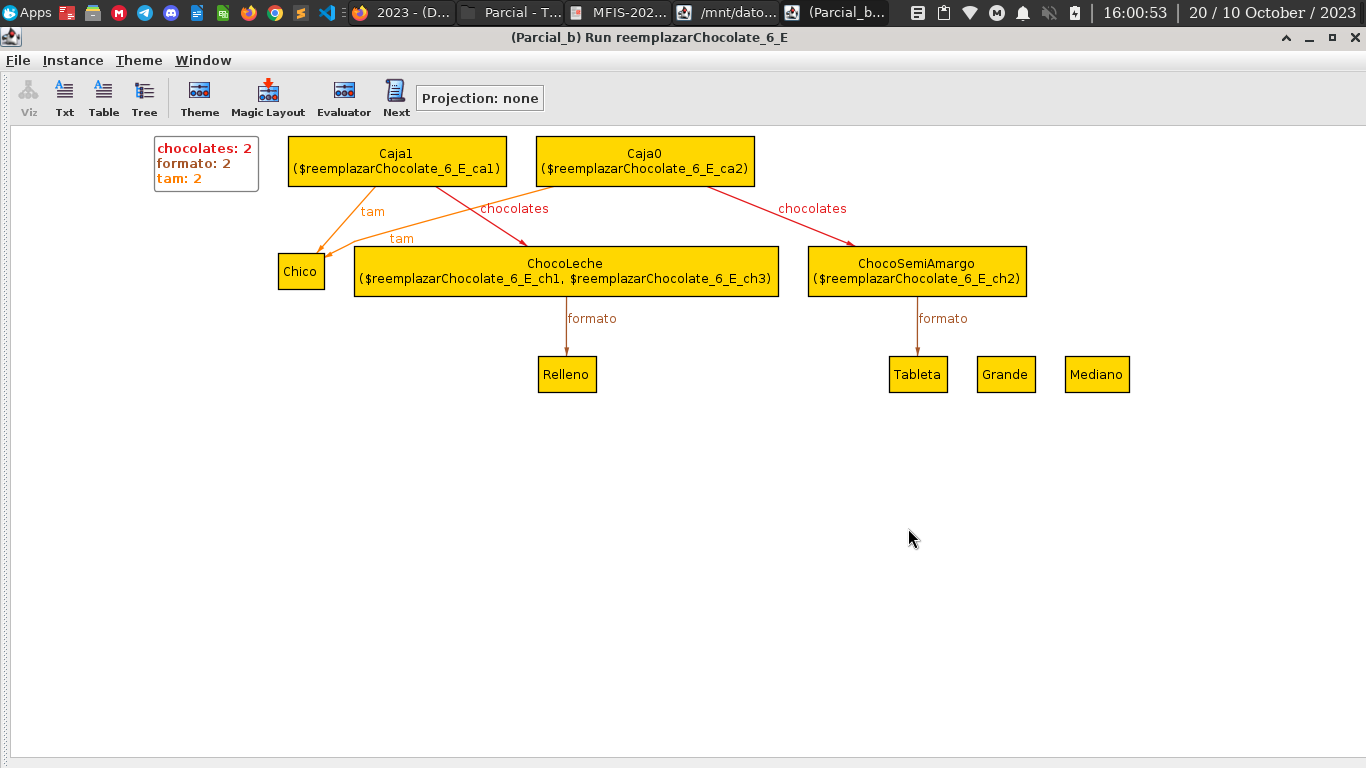 Apps
2023 - (D...
Parcial - T...
MFIS-202...
/mnt/dato...
(Parcial_b...
16:00:53
20 / 10 October / 2023
(Parcial_b) Run reemplazarChocolate_6_E
File Instance Theme Window
Viz Txt Table Tree Theme Magic Layout Evaluator Next Projection: none
chocolates: 2
formato: 2
tam: 2
Caja1
($reemplazarChocolate_6_E_ca1)
Caja0
($reemplazarChocolate_6_E_ca2)
tam
chocolates
chocolates
tam
Chico
ChocoLeche
($reemplazarChocolate_6_E_ch1, $reemplazarChocolate_6_E_ch3)
ChocoSemiAmargo
($reemplazarChocolate_6_E_ch2)
formato
formato
Relleno
Tableta
Grande
Mediano